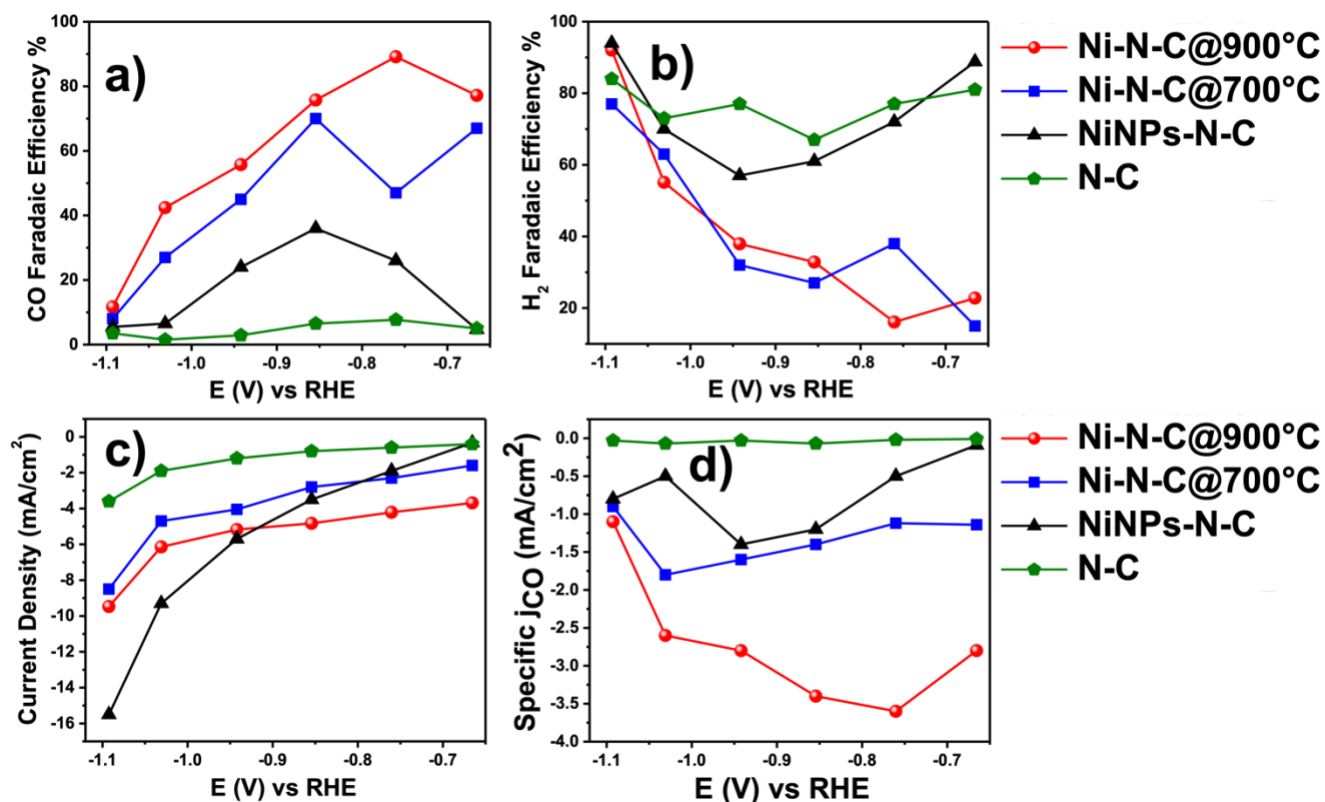 a)
CO Faradaic Efficiency %
100
80
60
40
20
0
-1.1 -1.0 -0.9 -0.8 -0.7
E (V) vs RHE
b)
H₂ Faradaic Efficiency %
100
80
60
40
20
-1.1 -1.0 -0.9 -0.8 -0.7
E (V) vs RHE
Ni-N-C@900°C
Ni-N-C@700°C
NiNPs-N-C
N-C
c)
Current Density (mA/cm²)
0
-2
-4
-6
-8
-10
-12
-14
-16
-1.1 -1.0 -0.9 -0.8 -0.7
E (V) vs RHE
d)
Specific jCO (mA/cm²)
0.0
-0.5
-1.0
-1.5
-2.0
-2.5
-3.0
-3.5
-4.0
-1.1 -1.0 -0.9 -0.8 -0.7
E (V) vs RHE
Ni-N-C@900°C
Ni-N-C@700°C
NiNPs-N-C
N-C